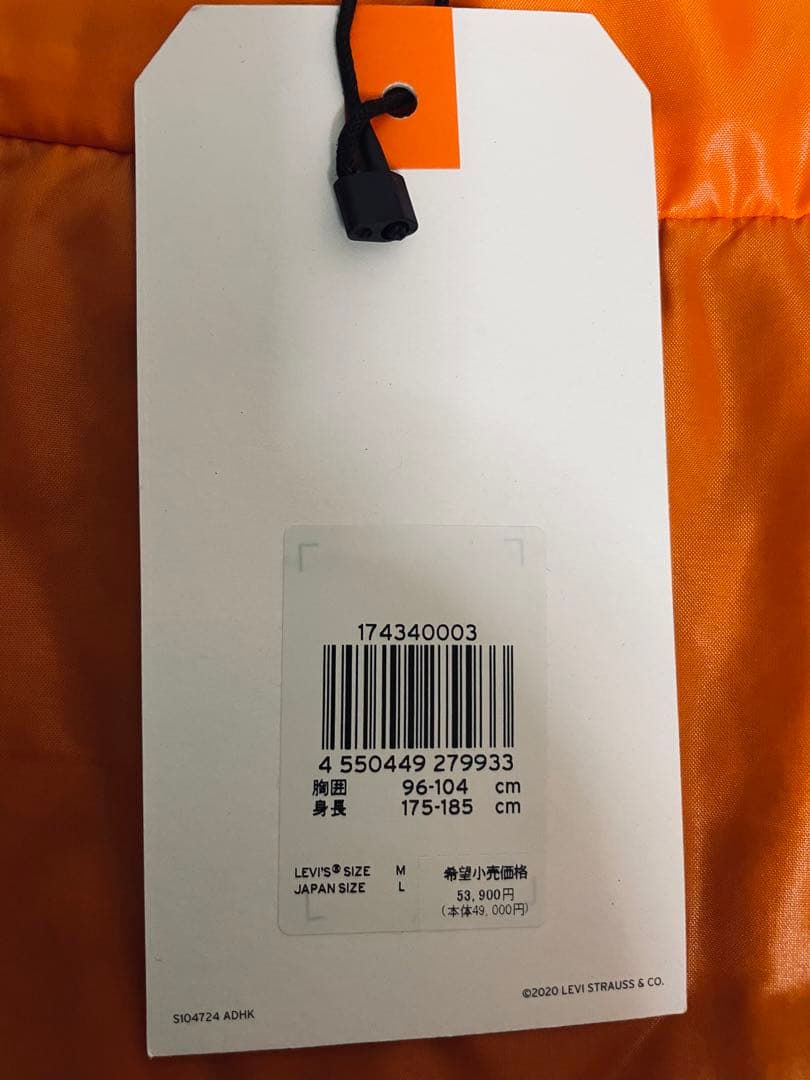 174340003
4 550449 279933
胸囲 96-104 cm
身長 175-185 cm
LEVI'S® SIZE M
JAPAN SIZE L
希望小売価格
53,900円
(本体49,000円)
©2020 LEVI STRAUSS & CO.
S104724 ADHK